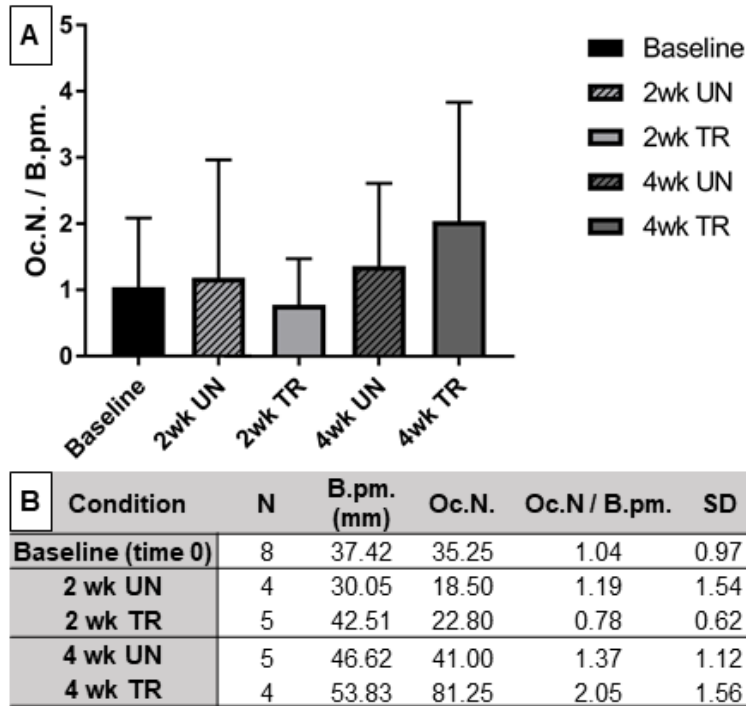 A
Oc.N. / B.pm.
5
4
3
2
1
0
Baseline
2wk UN
2wk TR
4wk UN
4wk TR
Baseline
2wk UN
2wk TR
4wk UN
4wk TR
B
Condition N B.pm. (mm) Oc.N. Oc.N / B.pm. SD
Baseline (time 0) 8 37.42 35.25 1.04 0.97
2 wk UN 4 30.05 18.50 1.19 1.54
2 wk TR 5 42.51 22.80 0.78 0.62
4 wk UN 5 46.62 41.00 1.37 1.12
4 wk TR 4 53.83 81.25 2.05 1.56